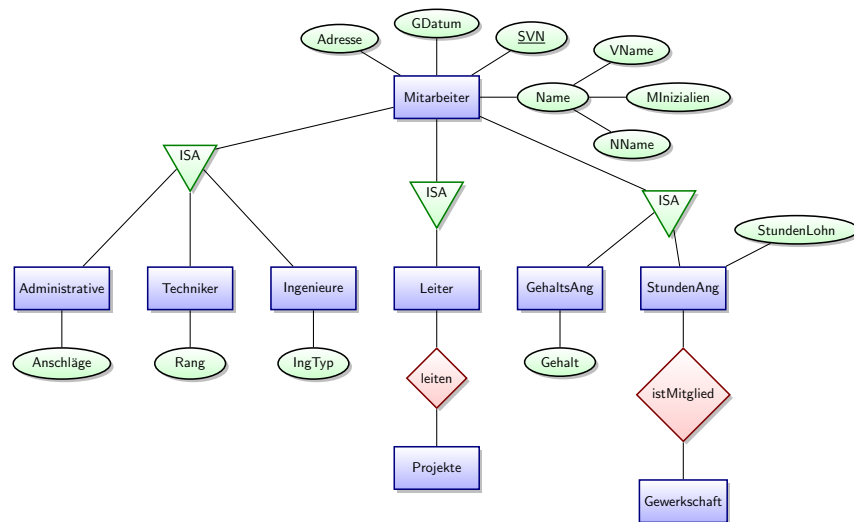 GDatum
Adresse
SVN
VName
Mitarbeiter
Name
MInizialien
NName
ISA
ISA
ISA
StundenLohn
Administrative
Techniker
Ingenieure
Leiter
GehaltsAng
StundenAng
Anschläge
Rang
IngTyp
Gehalt
leiten
istMitglied
Projekte
Gewerkschaft